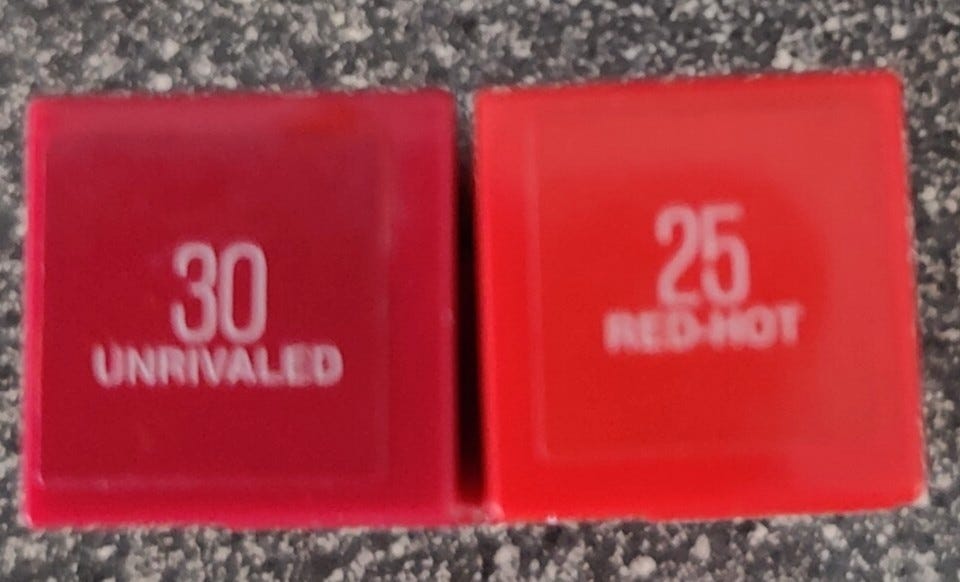 30
UNRIVALED
25
RED-HOT